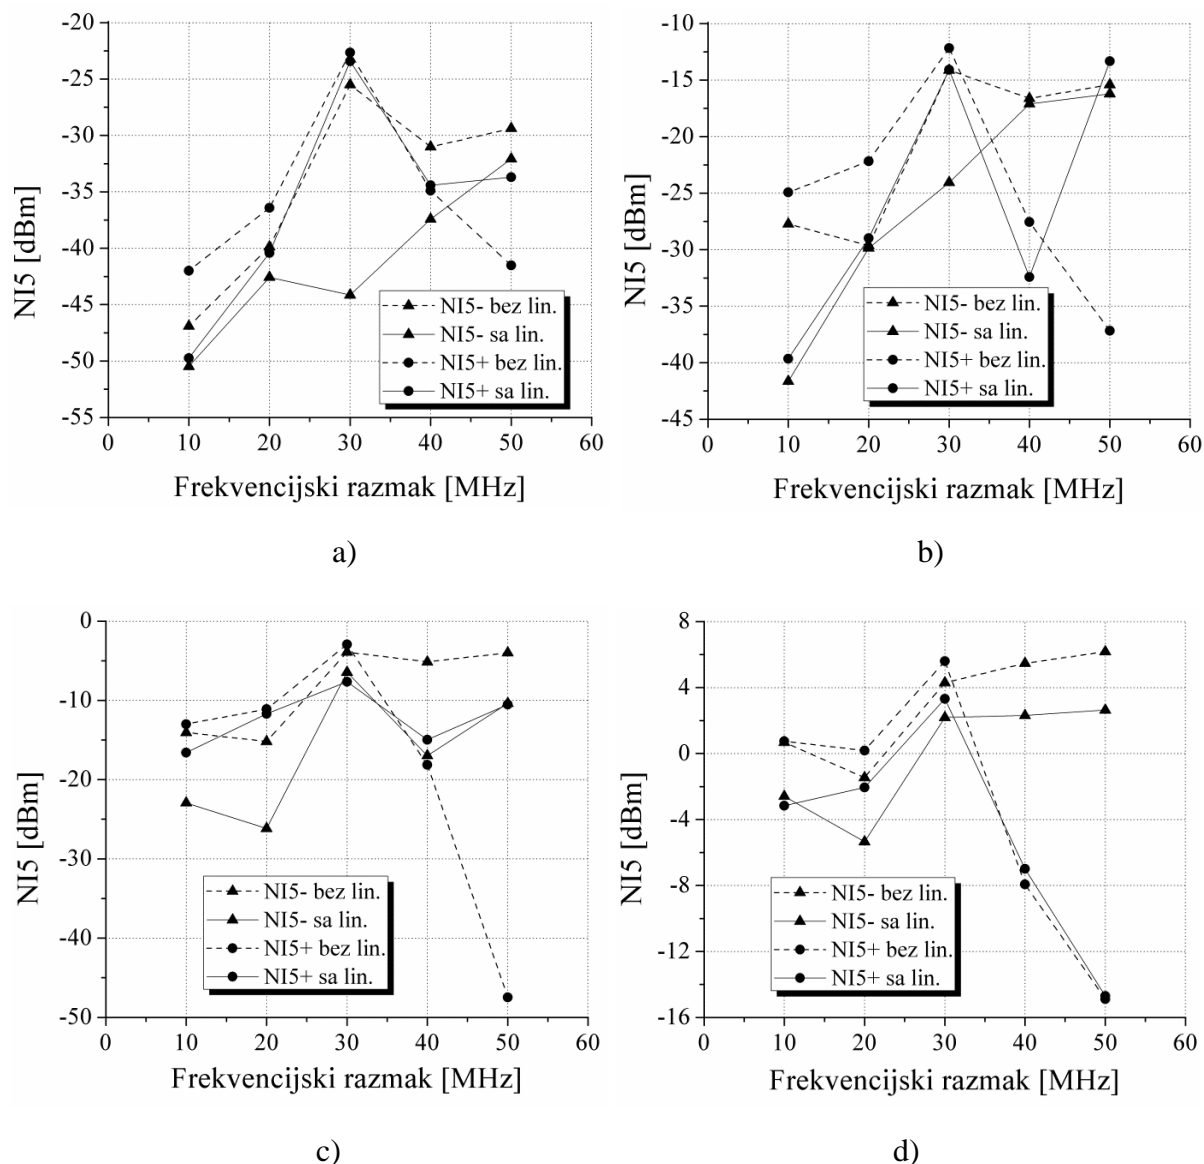 -20
-25
-30
-35
-40
-45
-50
-55
NI5 [dBm]
NI5- bez lin.
NI5- sa lin.
NI5+ bez lin.
NI5+ sa lin.
0 10 20 30 40 50 60
Frekvencijski razmak [MHz]
a)
-10
-15
-20
-25
-30
-35
-40
-45
NI5 [dBm]
NI5- bez lin.
NI5- sa lin.
NI5+ bez lin.
NI5+ sa lin.
0 10 20 30 40 50 60
Frekvencijski razmak [MHz]
b)
0
-10
-20
-30
-40
-50
NI5 [dBm]
NI5- bez lin.
NI5- sa lin.
NI5+ bez lin.
NI5+ sa lin.
0 10 20 30 40 50 60
Frekvencijski razmak [MHz]
c)
8
4
0
-4
-8
-12
-16
NI5 [dBm]
NI5- bez lin.
NI5- sa lin.
NI5+ bez lin.
NI5+ sa lin.
0 10 20 30 40 50 60
Frekvencijski razmak [MHz]
d)